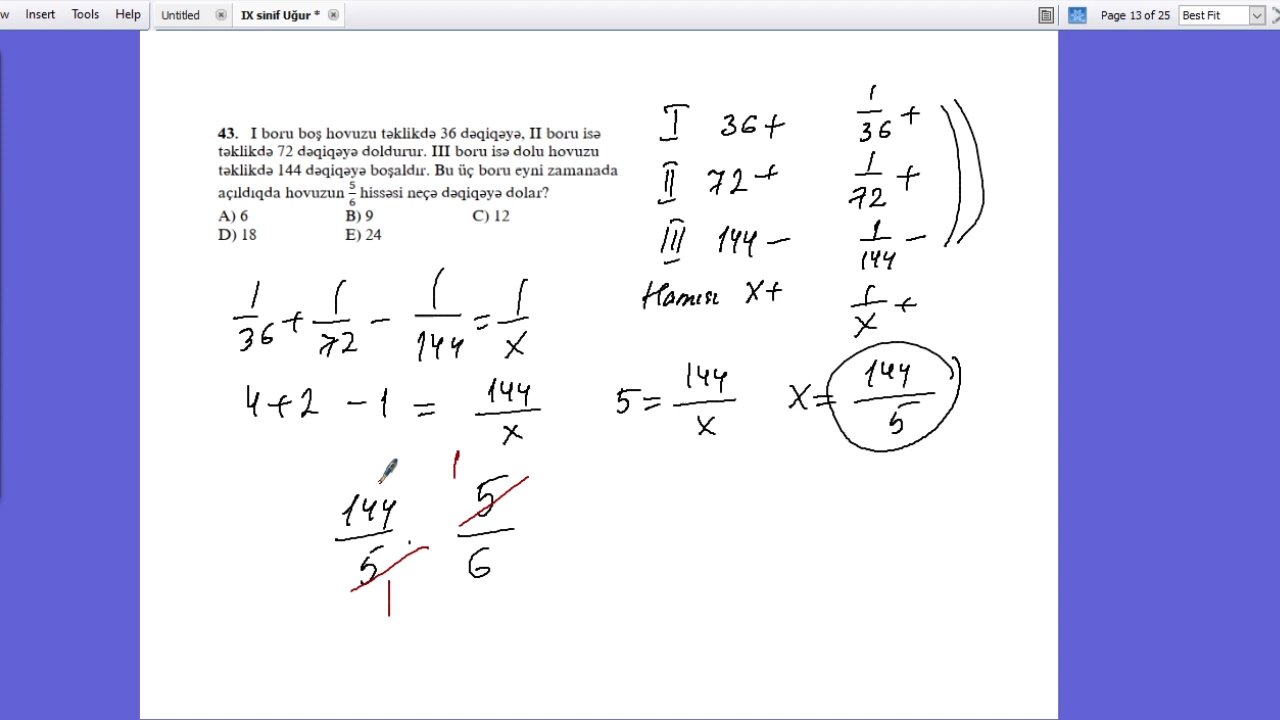 w Insert Tools Help Untitled IX sinif Uğur * Page 13 of 25 Best Fit
43. I boru boş hovuzu təklikdə 36 dəqiqəyə, II boru isə
təklikdə 72 dəqiqəyə doldurur. III boru isə dolu hovuzu
təklikdə 144 dəqiqəyə boşaldır. Bu üç boru eyni zamanada
açıldıqda hovuzun 5/6 hissəsi neçə dəqiqəyə dolar?
A) 6 B) 9 C) 12
D) 18 E) 24
I 36+ 1/36 +
II 72+ 1/72 +
III 144 − 1/144 −
Hamısı x+ 1/x +
1/36 + 1/72 − 1/144 = 1/x
4+2 −1 = 144/x 5 = 144/x x = 144/5
144/5 · 5/6
1
1